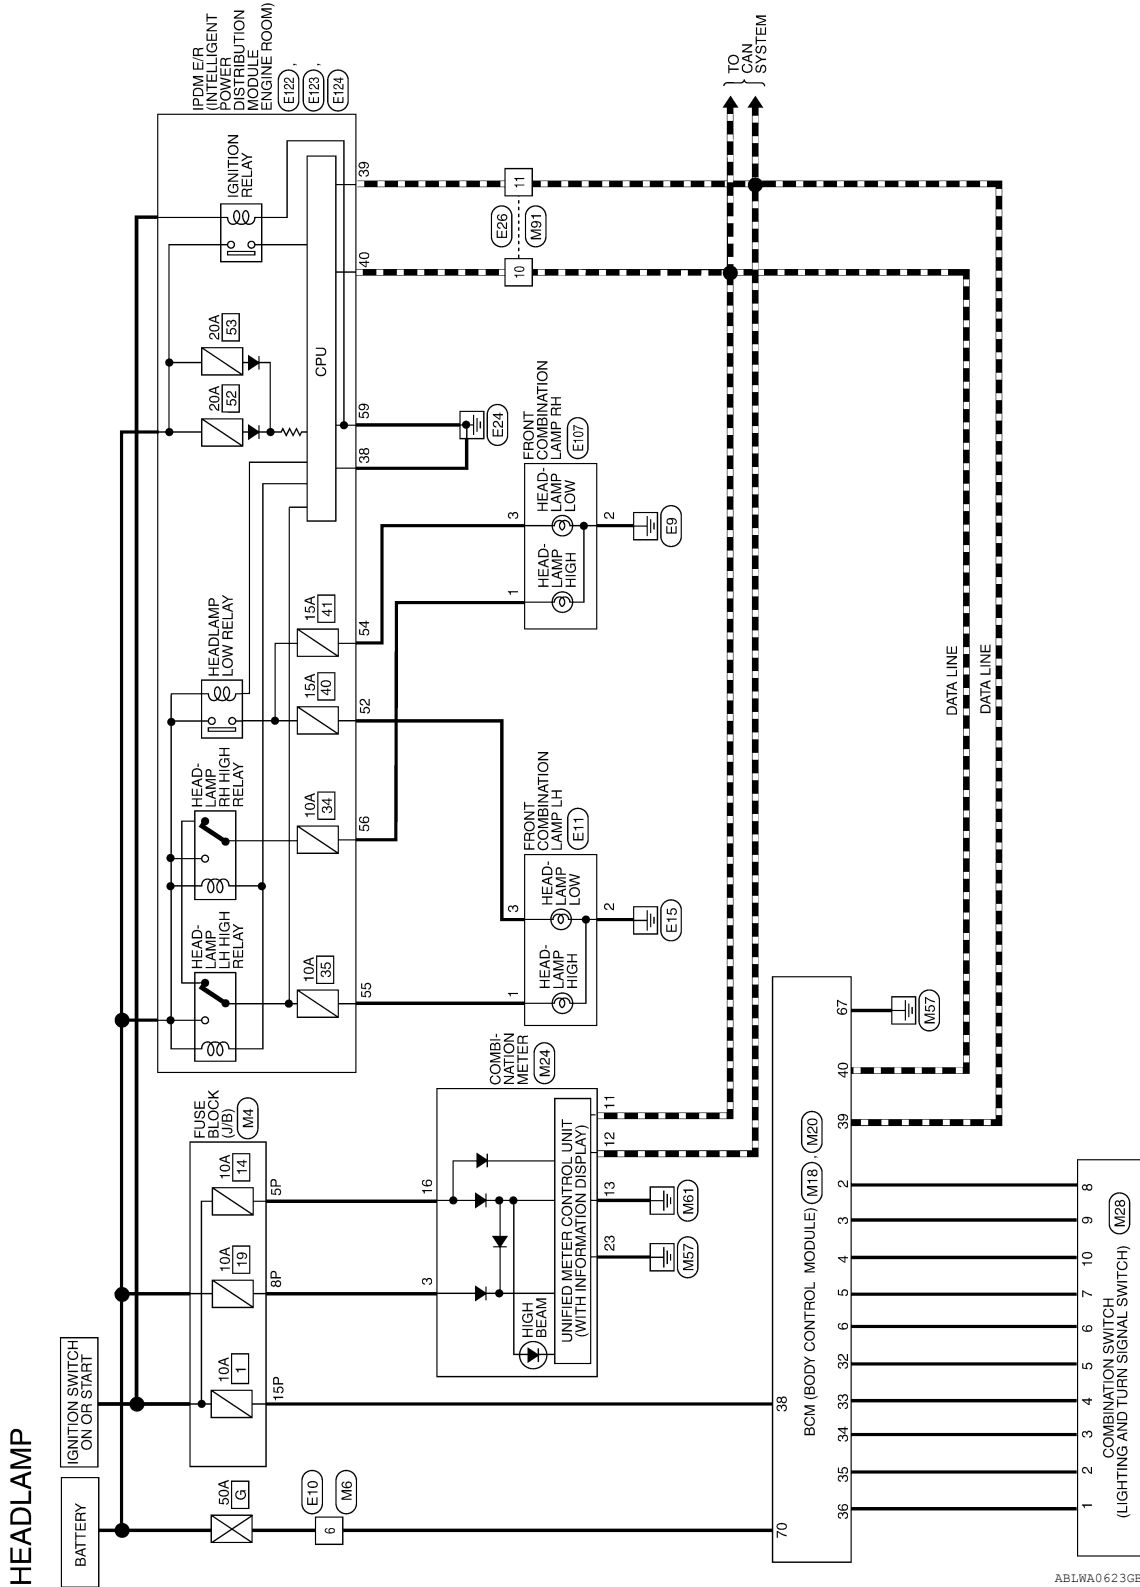 HEADLAMP
BATTERY
IGNITION SWITCH
ON OR START
50A
G
E10
6
M6
70
FUSE
BLOCK
(J/B)
M4
10A
1
15P
38
10A
19
8P
10A
14
5P
IPDM E/R
(INTELLIGENT
POWER
DISTRIBUTION
MODULE
ENGINE ROOM)
E122 ,
E123 ,
E124
HEAD-
LAMP
LH HIGH
RELAY
HEAD-
LAMP
RH HIGH
RELAY
HEADLAMP
LOW RELAY
IGNITION
RELAY
10A
35
55
10A
34
56
15A
40
52
15A
41
54
20A
52
20A
53
CPU
38
59
40
39
E24
E26
M91
10
11
TO
CAN
SYSTEM
COMBI-
NATION
METER
M24
3
16
HIGH
BEAM
UNIFIED METER CONTROL UNIT
(WITH INFORMATION DISPLAY)
23
13
12
11
M57
M61
FRONT
COMBINATION
LAMP LH
E11
1
3
HEAD-
LAMP
HIGH
HEAD-
LAMP
LOW
2
E15
FRONT
COMBINATION
LAMP RH
E107
1
3
HEAD-
LAMP
HIGH
HEAD-
LAMP
LOW
2
E9
DATA LINE
DATA LINE
BCM (BODY CONTROL MODULE) M18 , M20
36
35
34
33
32
6
5
4
3
2
39
40
67
M57
1
2
3
4
5
6
7
10
9
8
COMBINATION SWITCH
(LIGHTING AND TURN SIGNAL SWITCH)
M28
ABLWA0623GB